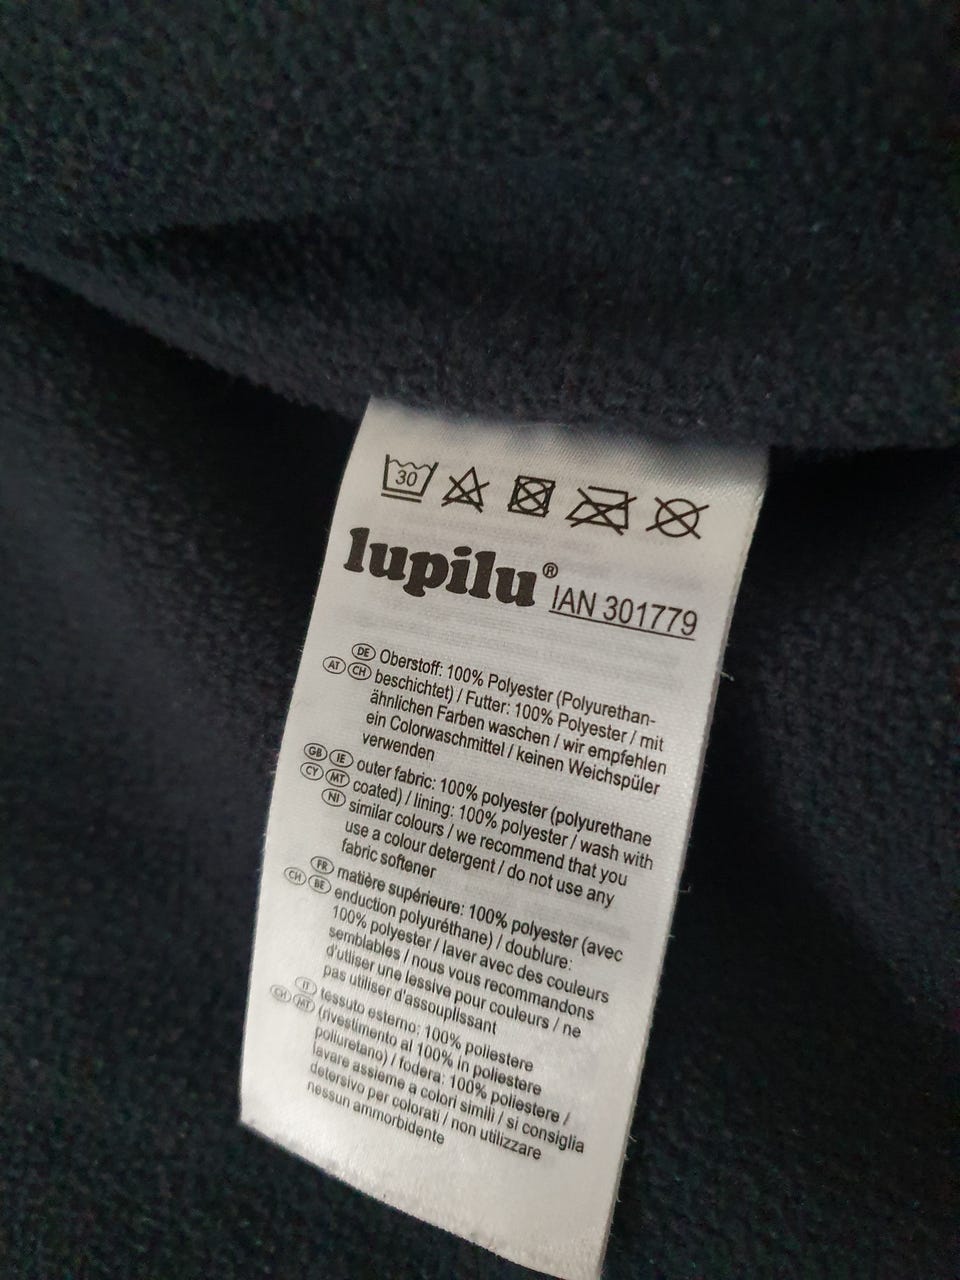 30
lupilu® IAN 301779
DE AT CH Oberstoff: 100% Polyester (Polyurethan-
beschichtet) / Futter: 100% Polyester / mit
ähnlichen Farben waschen / wir empfehlen
ein Colorwaschmittel / keinen Weichspüler
verwenden
GB IE CY MT NI outer fabric: 100% polyester (polyurethane
coated) / lining: 100% polyester / wash with
similar colours / we recommend that you
use a colour detergent / do not use any
fabric softener
FR CH BE matière supérieure: 100% polyester (avec
enduction polyuréthane) / doublure:
100% polyester / laver avec des couleurs
semblables / nous vous recommandons
d'utliser une lessive pour couleurs / ne
pas utiliser d'assouplissant
IT CH MT tessuto esterno: 100% poliestere
(rivestimento al 100% in poliestere
poliuretano) / fodera: 100% poliestere /
lavare assieme a colori simili / si consiglia
detersivo per colorati / non utilizzare
nessun ammorbidente